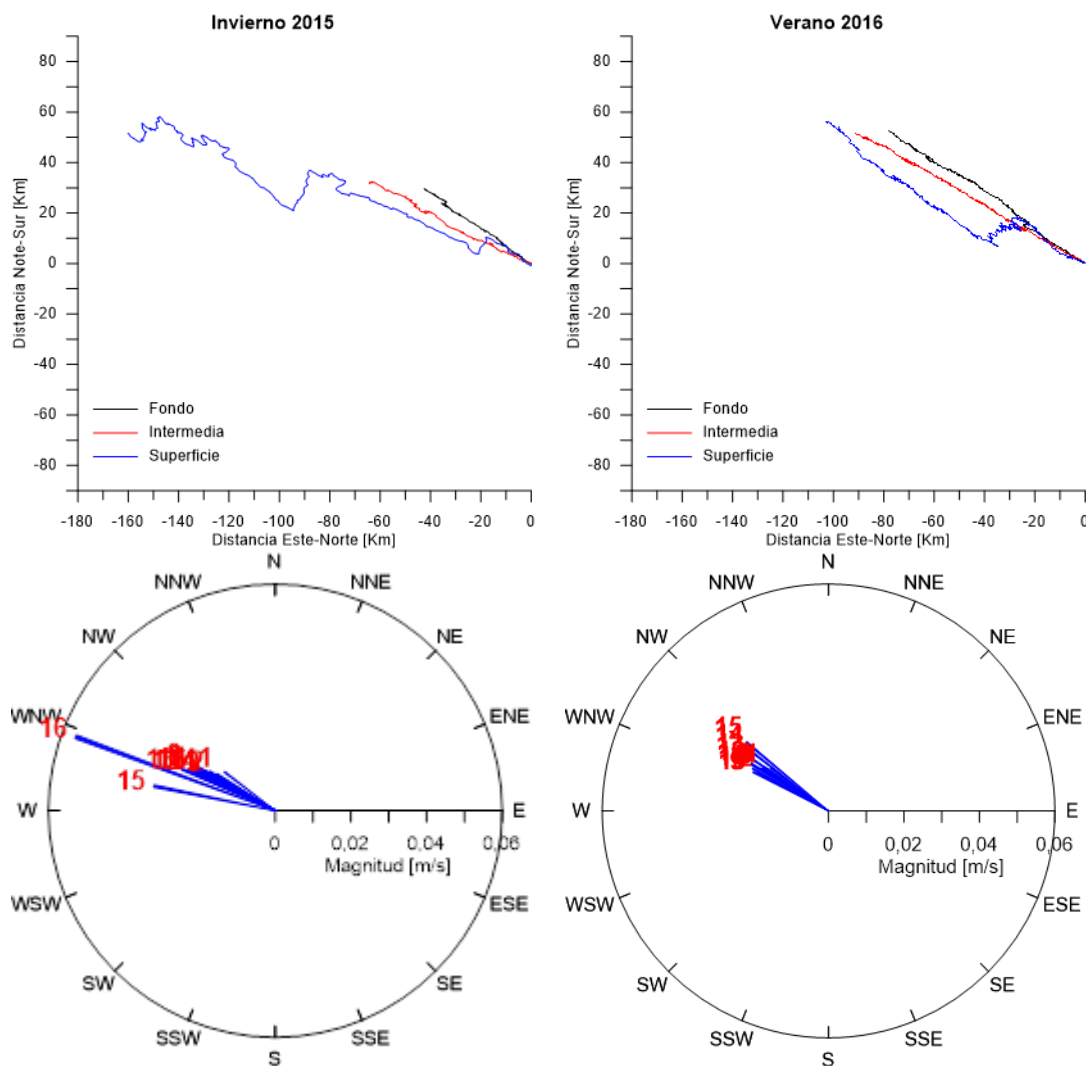 Invierno 2015
80
60
40
20
0
-20
-40
-60
-80
Distancia Note-Sur [Km]
Fondo
Intermedia
Superficie
-180 -160 -140 -120 -100 -80 -60 -40 -20 0
Distancia Este-Norte [Km]
Verano 2016
80
60
40
20
0
-20
-40
-60
-80
Distancia Note-Sur [Km]
Fondo
Intermedia
Superficie
-180 -160 -140 -120 -100 -80 -60 -40 -20 0
Distancia Este-Norte [Km]
N
NNW NNE
NW NE
WNW ENE
16
15
W E
0 0,02 0,04 0,06
Magnitud [m/s]
WSW ESE
SW SE
SSW SSE
S
N
NNW NNE
NW NE
WNW ENE
15
W E
0 0,02 0,04 0,06
Magnitud [m/s]
WSW ESE
SW SE
SSW SSE
S